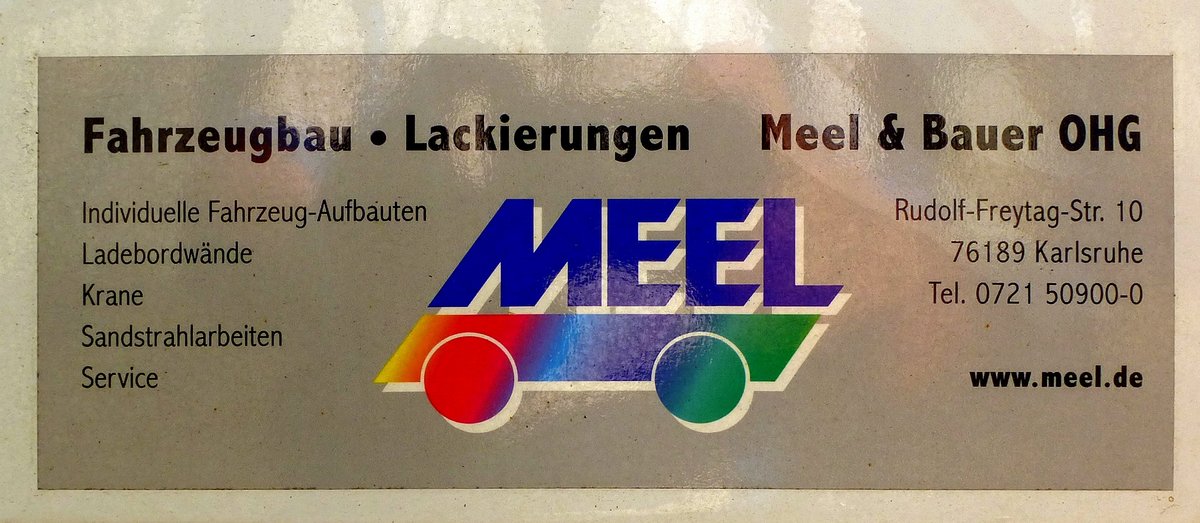 Fahrzeugbau • Lackierungen
Meel & Bauer OHG
Individuelle Fahrzeug-Aufbauten
Ladebordwände
Krane
Sandstrahlarbeiten
Service
MEEL
Rudolf-Freytag-Str. 10
76189 Karlsruhe
Tel. 0721 50900-0
www.meel.de